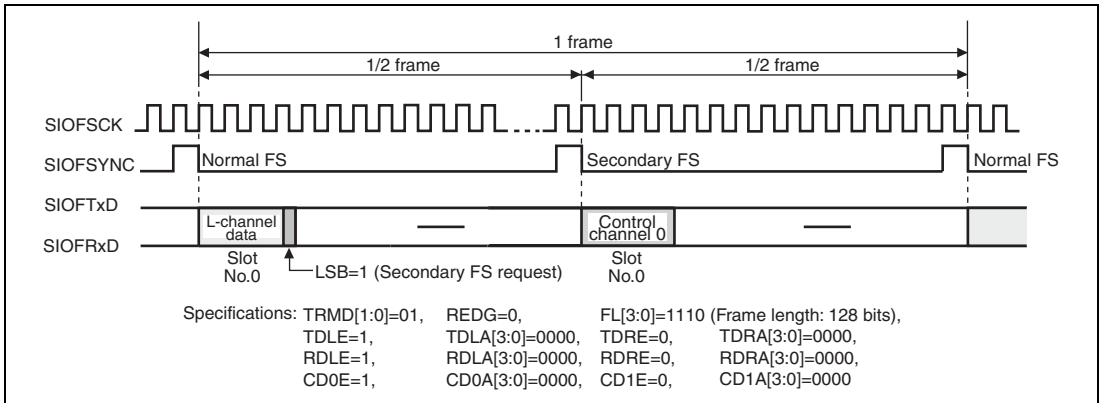 1 frame
1/2 frame 1/2 frame
SIOFSCK
SIOFSYNC Normal FS Secondary FS Normal FS
SIOFTxD
SIOFRxD
L-channel
data
Control
channel 0
Slot
No.0
LSB=1 (Secondary FS request)
Slot
No.0
Specifications: TRMD[1:0]=01, REDG=0, FL[3:0]=1110 (Frame length: 128 bits),
TDLE=1, TDLA[3:0]=0000, TDRE=0, TDRA[3:0]=0000,
RDLE=1, RDLA[3:0]=0000, RDRE=0, RDRA[3:0]=0000,
CD0E=1, CD0A[3:0]=0000, CD1E=0, CD1A[3:0]=0000